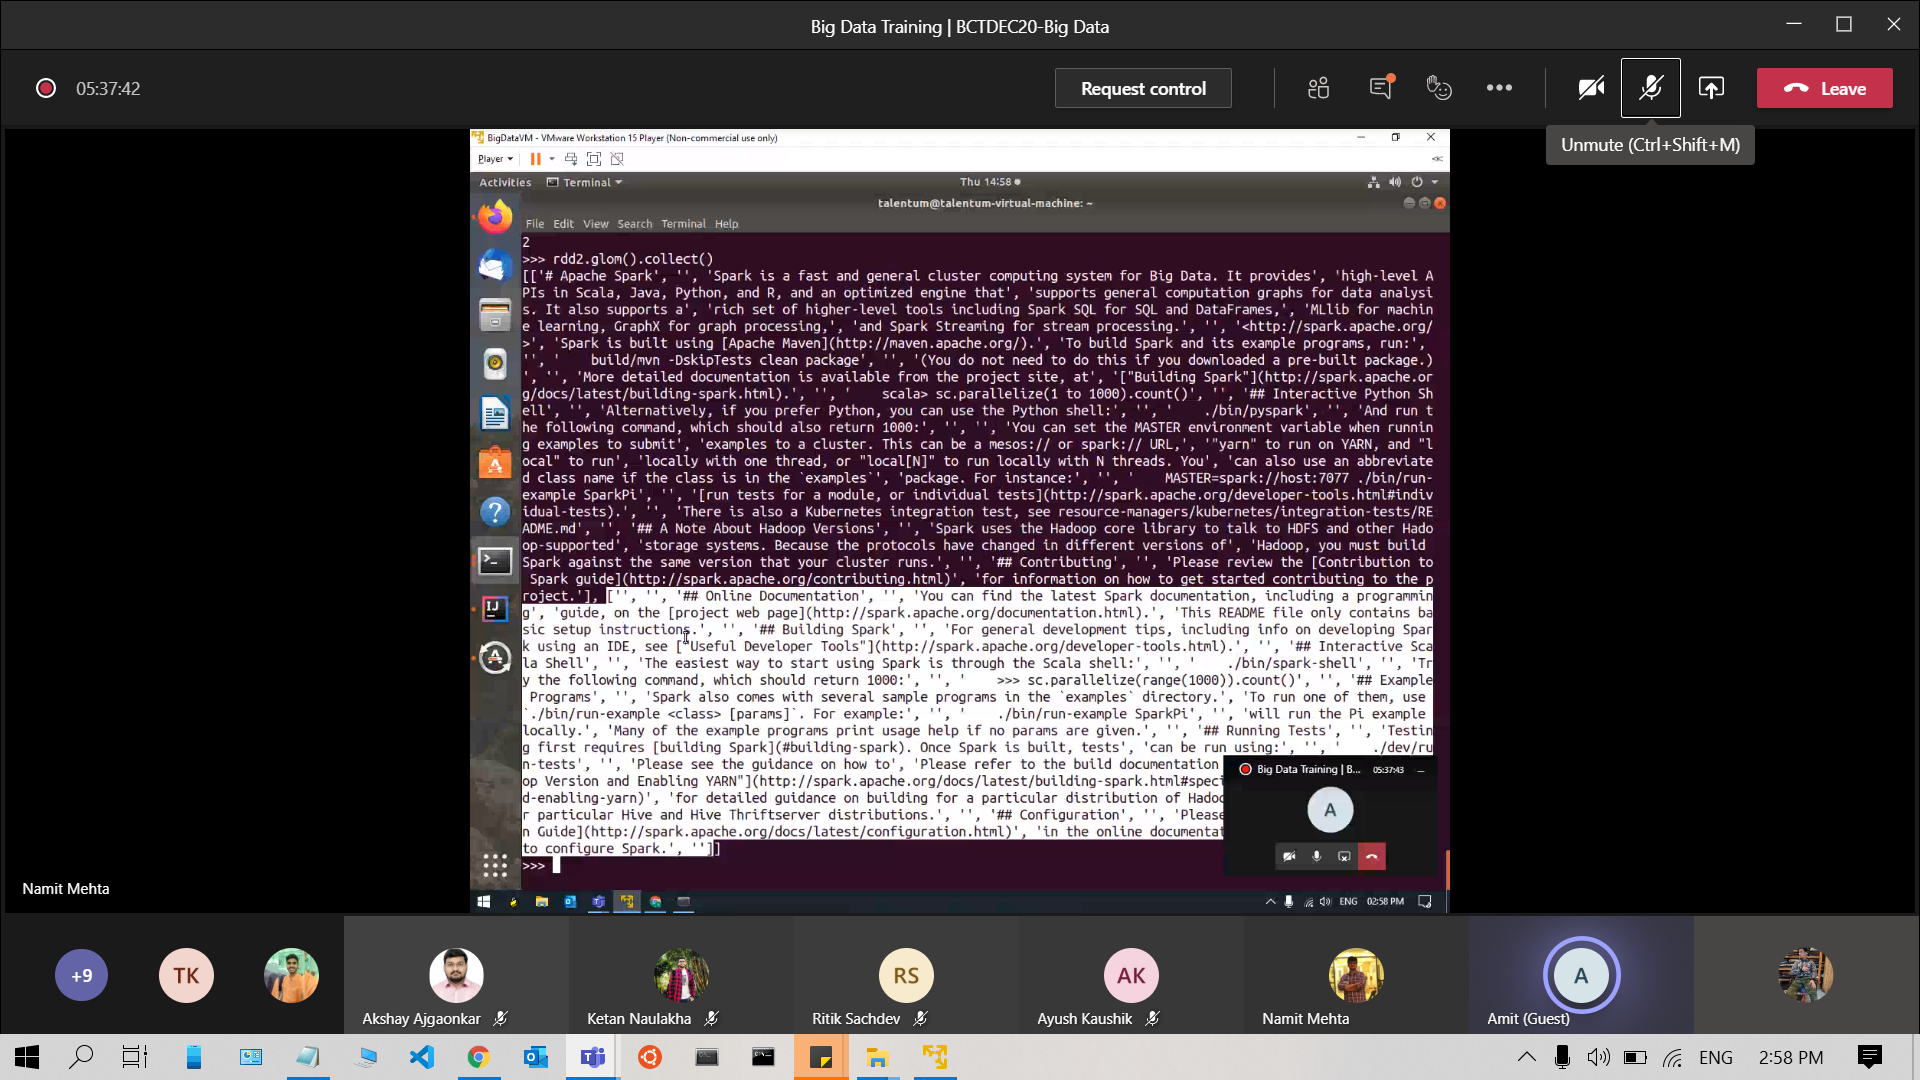 Big Data Training | BCTDEC20-Big Data
05:37:42
Request control
Leave
Unmute (Ctrl+Shift+M)
BigDataVM - VMware Workstation 15 Player (Non-commercial use only)
Player
Activities
Terminal
Thu 14:58
talentum@talentum-virtual-machine: ~
File Edit View Search Terminal Help
2
>>> rdd2.glom().collect()
[['# Apache Spark', '', 'Spark is a fast and general cluster computing system for Big Data. It provides', 'high-level A
PIs in Scala, Java, Python, and R, and an optimized engine that', 'supports general computation graphs for data analysi
s. It also supports a', 'rich set of higher-level tools including Spark SQL for SQL and DataFrames,', 'MLlib for machin
e learning, GraphX for graph processing,', 'and Spark Streaming for stream processing.', '', '<http://spark.apache.org/
>', 'Spark is built using [Apache Maven](http://maven.apache.org/).', 'To build Spark and its example programs, run:',
'', '    build/mvn -DskipTests clean package', '', '(You do not need to do this if you downloaded a pre-built package.)
', '', 'More detailed documentation is available from the project site, at', '["Building Spark"](http://spark.apache.or
g/docs/latest/building-spark.html).', '', '    scala> sc.parallelize(1 to 1000).count()', '', '## Interactive Python Sh
ell', '', 'Alternatively, if you prefer Python, you can use the Python shell:', '', '    ./bin/pyspark', '', 'And run t
he following command, which should also return 1000:', '', '', 'You can set the MASTER environment variable when runnin
g examples to submit', 'examples to a cluster. This can be a mesos:// or spark:// URL,', '"yarn" to run on YARN, and "l
ocal" to run', 'locally with one thread, or "local[N]" to run locally with N threads. You', 'can also use an abbreviate
d class name if the class is in the `examples`', 'package. For instance:', '', '    MASTER=spark://host:7077 ./bin/run-
example SparkPi', '', '[run tests for a module, or individual tests](http://spark.apache.org/developer-tools.html#indiv
idual-tests).', '', 'There is also a Kubernetes integration test, see resource-managers/kubernetes/integration-tests/RE
ADME.md', '', '## A Note About Hadoop Versions', '', 'Spark uses the Hadoop core library to talk to HDFS and other Hado
op-supported', 'storage systems. Because the protocols have changed in different versions of', 'Hadoop, you must build
Spark against the same version that your cluster runs.', '', '## Contributing', '', 'Please review the [Contribution to
 Spark guide](http://spark.apache.org/contributing.html)', 'for information on how to get started contributing to the p
roject.'], ['', '', '## Online Documentation', '', 'You can find the latest Spark documentation, including a programmin
g', 'guide, on the [project web page](http://spark.apache.org/documentation.html).', 'This README file only contains ba
sic setup instructions.', '', '## Building Spark', '', 'For general development tips, including info on developing Spar
k using an IDE, see ["Useful Developer Tools"](http://spark.apache.org/developer-tools.html).', '', '## Interactive Sca
la Shell', '', 'The easiest way to start using Spark is through the Scala shell:', '', '    ./bin/spark-shell', '', 'Tr
y the following command, which should return 1000:', '', '    >>> sc.parallelize(range(1000)).count()', '', '## Example
 Programs', '', 'Spark also comes with several sample programs in the `examples` directory.', 'To run one of them, use
`./bin/run-example <class> [params]`. For example:', '', '    ./bin/run-example SparkPi', '', 'will run the Pi example
locally.', 'Many of the example programs print usage help if no params are given.', '', '## Running Tests', '', 'Testin
g first requires [building Spark](#building-spark). Once Spark is built, tests', 'can be run using:', '', '    ./dev/ru
n-tests', '', 'Please see the guidance on how to', 'Please refer to the build documentation
op Version and Enabling YARN"](http://spark.apache.org/docs/latest/building-spark.html#speci
d-enabling-yarn)', 'for detailed guidance on building for a particular distribution of Hadoo
r particular Hive and Hive Thriftserver distributions.', '', '## Configuration', '', 'Please
n Guide](http://spark.apache.org/docs/latest/configuration.html)', 'in the online documentat
to configure Spark.', '']]
>>>
Big Data Training | B... 05:37:43
A
ENG 02:58 PM
Namit Mehta
+9
TK
Akshay Ajgaonkar
Ketan Naulakha
RS
Ritik Sachdev
AK
Ayush Kaushik
Namit Mehta
A
Amit (Guest)
ENG 2:58 PM